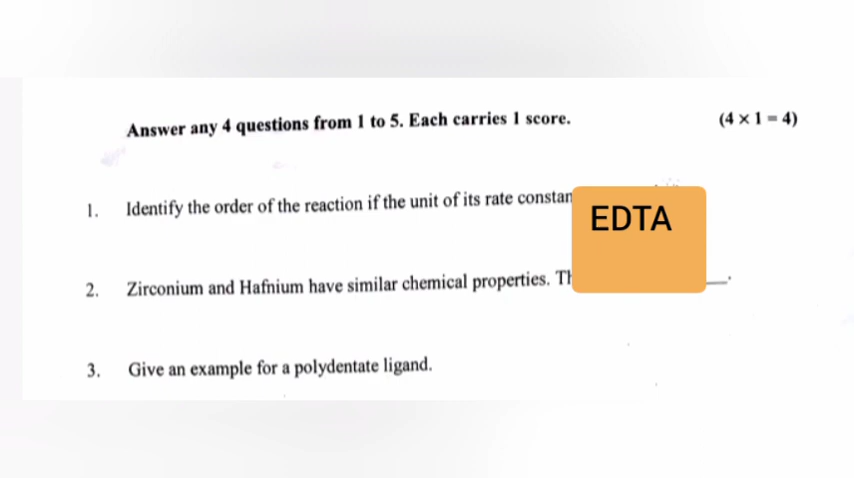 Answer any 4 questions from 1 to 5. Each carries 1 score. (4 × 1 = 4)
1. Identify the order of the reaction if the unit of its rate constan
EDTA
2. Zirconium and Hafnium have similar chemical properties. Th
3. Give an example for a polydentate ligand.